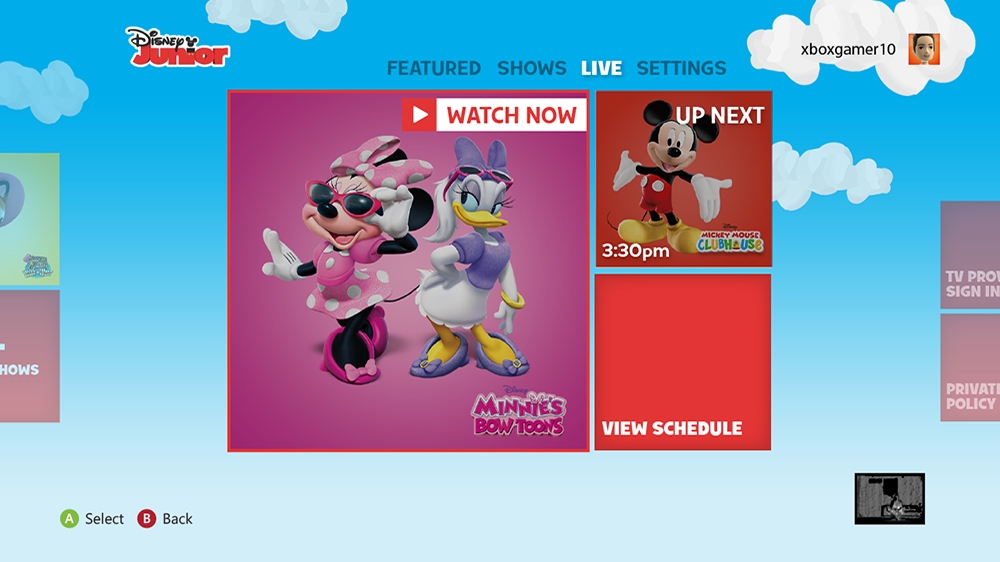 Disney
Junior
xboxgamer10
FEATURED SHOWS LIVE SETTINGS
WATCH NOW
UP NEXT
Disney
MICKEY MOUSE
CLUBHOUSE
3:30pm
TV PROV
SIGN IN
HOWS
Disney
MINNIE'S
BOW-TOONS
VIEW SCHEDULE
PRIVATE
POLICY
A Select B Back